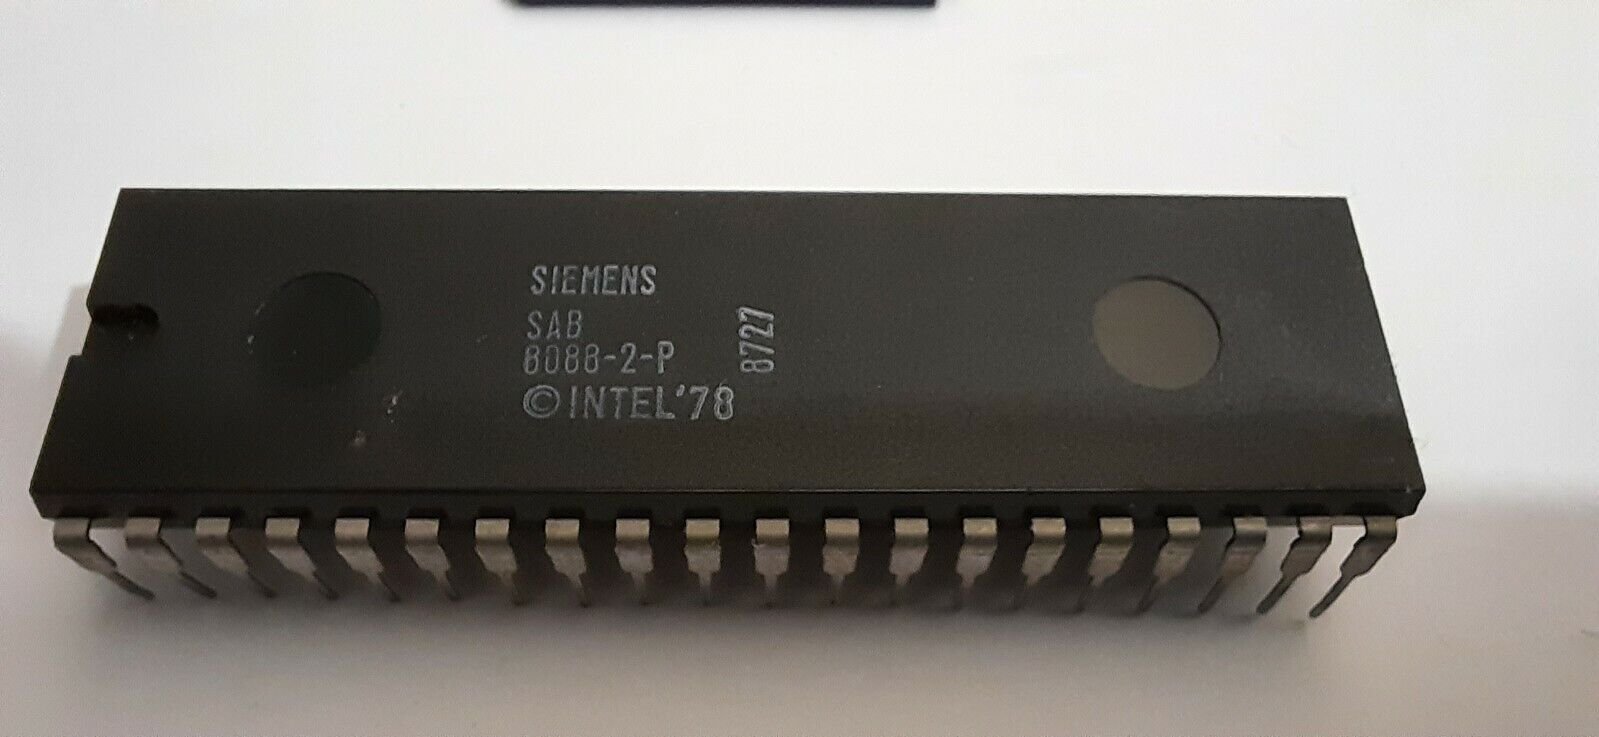 SIEMENS
SAB
8088-2-P
8727
©INTEL'78